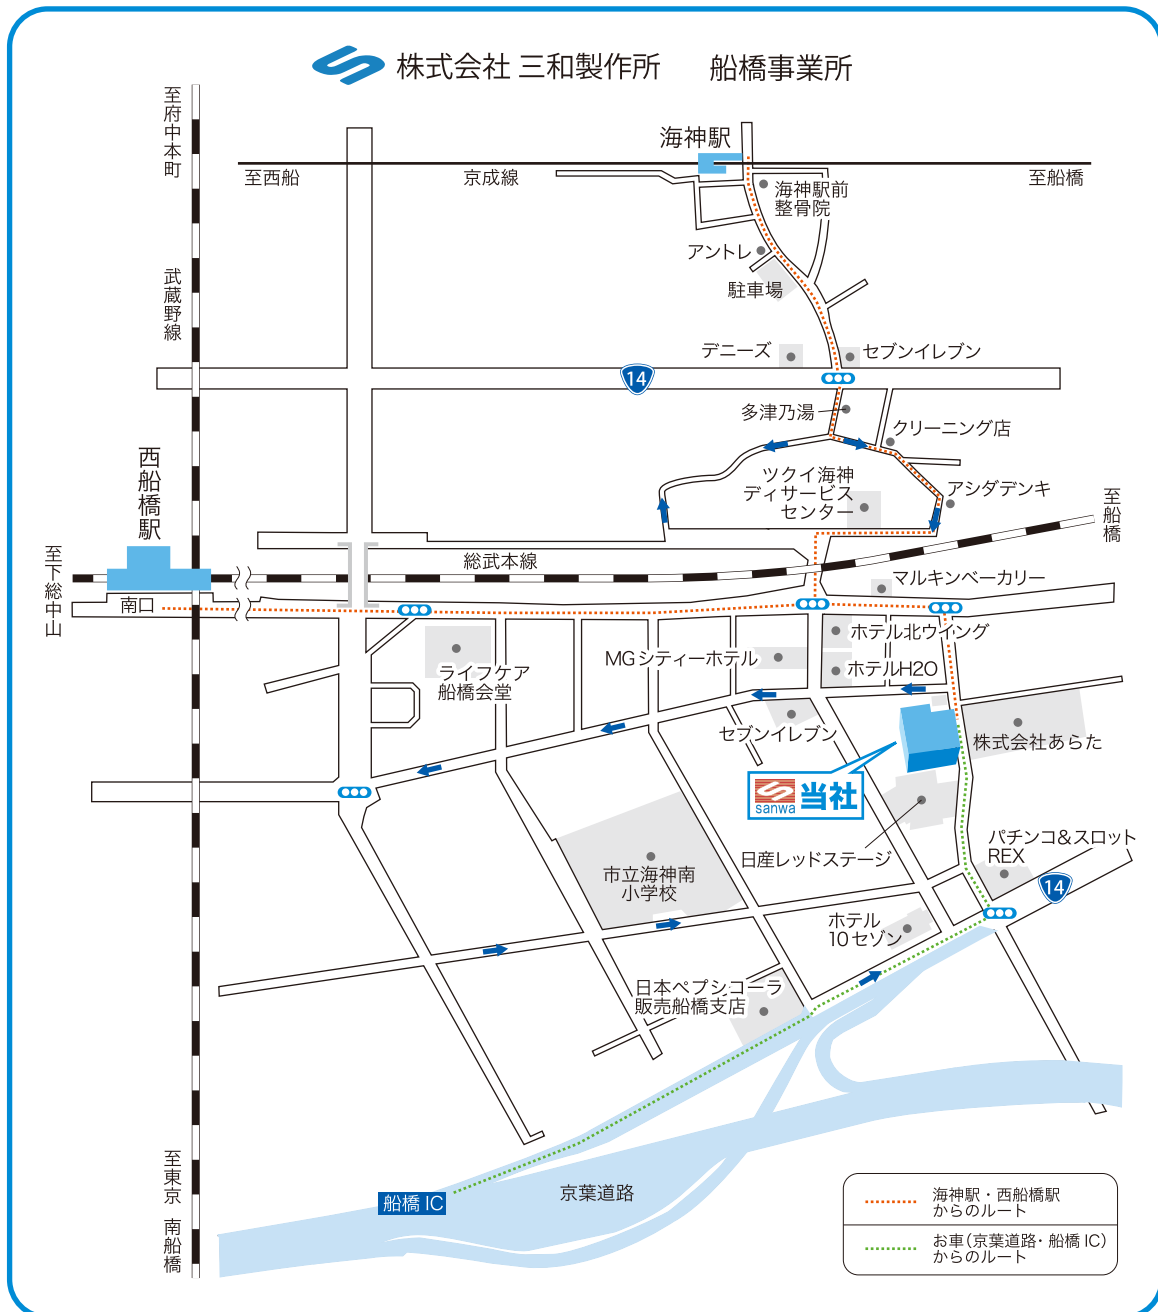 株式会社 三和製作所　船橋事業所
至府中本町
海神駅
至西船
京成線
至船橋
海神駅前
整骨院
アントレ
駐車場
武蔵野線
デニーズ
セブンイレブン
14
多津乃湯
クリーニング店
西船橋駅
ツクイ海神
ディサービス
センター
アシダデンキ
至船橋
至下総中山
総武本線
南口
マルキンベーカリー
ホテル北ウイング
MGシティーホテル
ホテルH2O
ライフケア
船橋会堂
セブンイレブン
株式会社あらた
sanwa
当社
日産レッドステージ
パチンコ&スロット
REX
14
市立海神南
小学校
ホテル
10セゾン
日本ペプシコーラ
販売船橋支店
至東京 南船橋
船橋 IC
京葉道路
海神駅・西船橋駅
からのルート
お車(京葉道路・船橋 IC)
からのルート